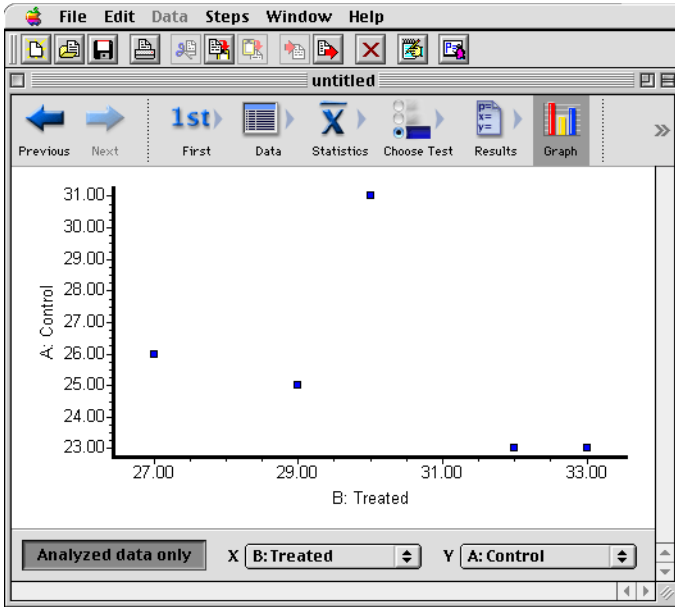 File Edit Data Steps Window Help
untitled
1st
X
p=
x=
y=
Previous Next First Data Statistics Choose Test Results Graph
31.00
30.00
29.00
28.00
27.00
26.00
25.00
24.00
23.00
A: Control
27.00 29.00 31.00 33.00
B: Treated
Analyzed data only X B:Treated Y A: Control